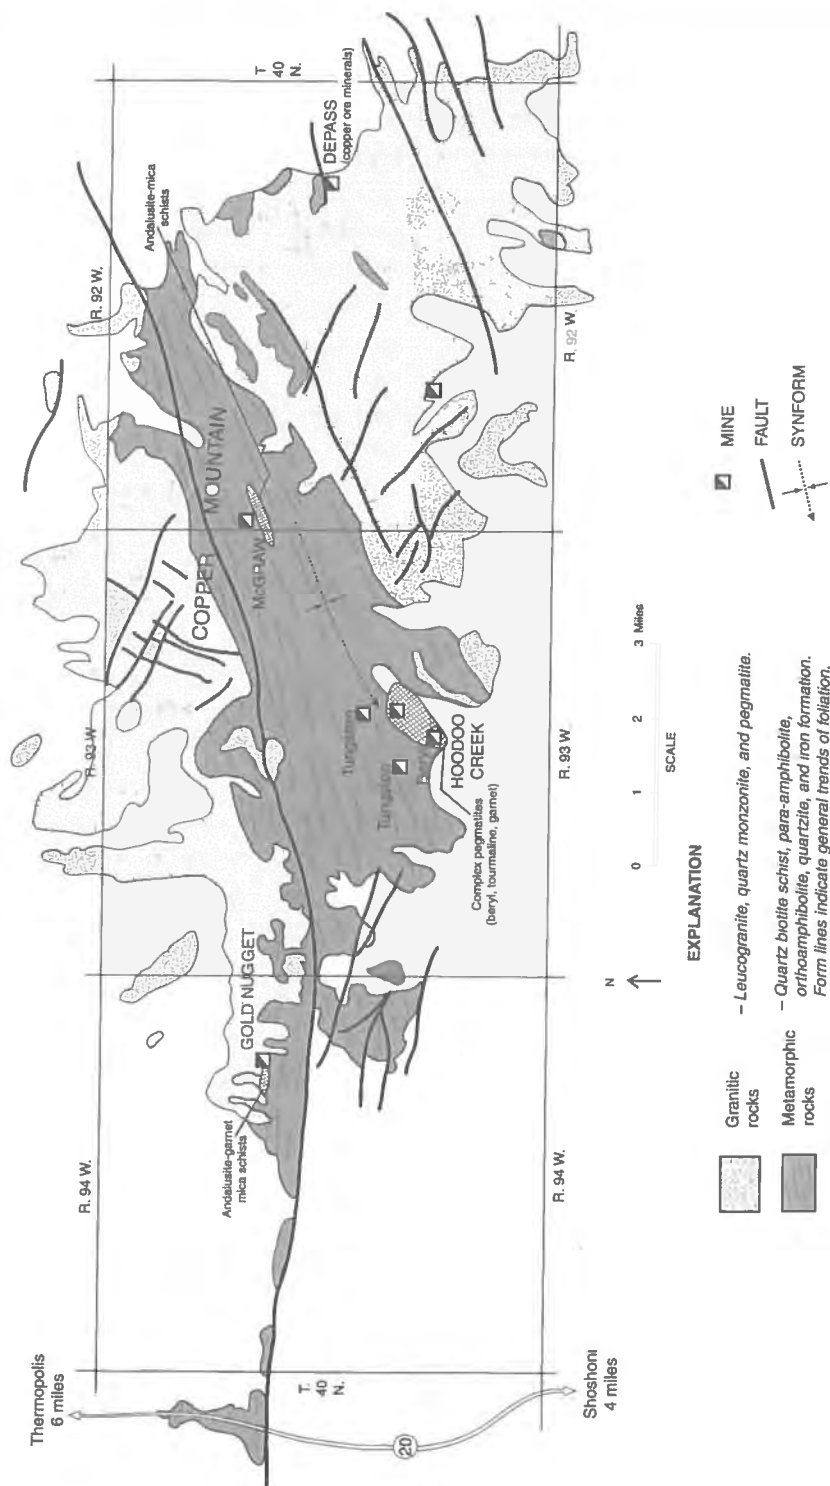 Thermopolis
6 miles
R. 94 W.
R. 93 W.
R. 92 W.
T.
40
N.
T
40
N.
20
Shoshoni
4 miles
Andalusite-garnet
mica schists
GOLD NUGGET
COPPER MOUNTAIN
McGRAW
Andalusite-mica
schists
DEPASS
(copper ore minerals)
Tungsten
Tungsten
Beryl
HOODOO
CREEK
Complex pegmatites
(beryl, tourmaline, garnet)
R. 94 W.
R. 93 W.
R. 92 W.
N
0 1 2 3 Miles
SCALE
EXPLANATION
Granitic
rocks
– Leucogranite, quartz monzonite, and pegmatite.
Metamorphic
rocks
– Quartz biotite schist, para-amphibolite,
orthoamphibolite, quartzite, and iron formation.
Form lines indicate general trends of foliation.
MINE
FAULT
SYNFORM